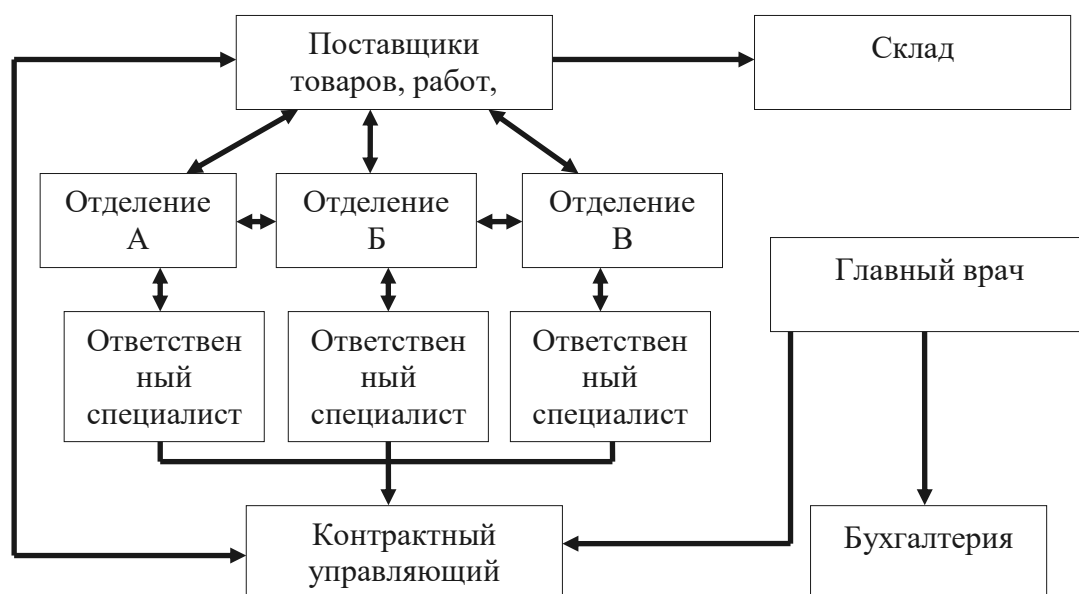 Поставщики
товаров, работ,
Склад
Отделение
А
Отделение
Б
Отделение
В
Главный врач
Ответствен
ный
специалист
Ответствен
ный
специалист
Ответствен
ный
специалист
Контрактный
управляющий
Бухгалтерия